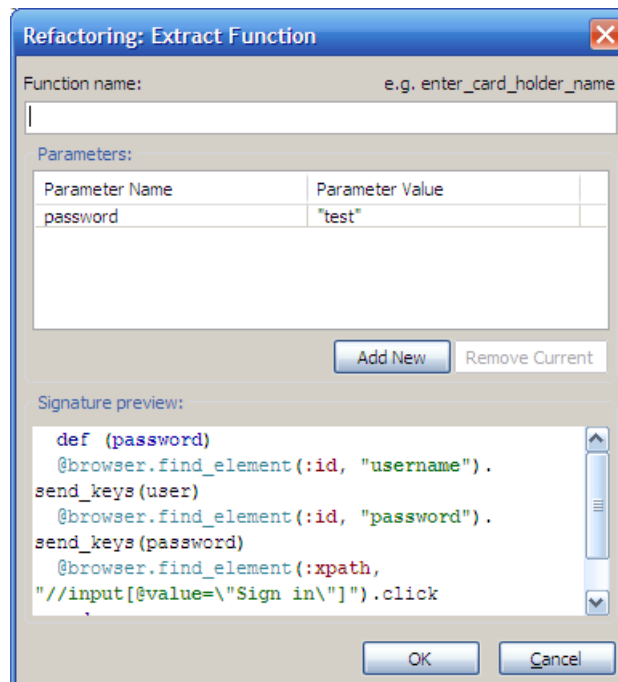 Refactoring: Extract Function
Function name: e.g. enter_card_holder_name
Parameters:
Parameter Name Parameter Value
password "test"
Add New Remove Current
Signature preview:
def (password)
@browser.find_element(:id, "username").
send_keys(user)
@browser.find_element(:id, "password").
send_keys(password)
@browser.find_element(:xpath,
"//input[@value=\"Sign in\"]").click
OK Cancel